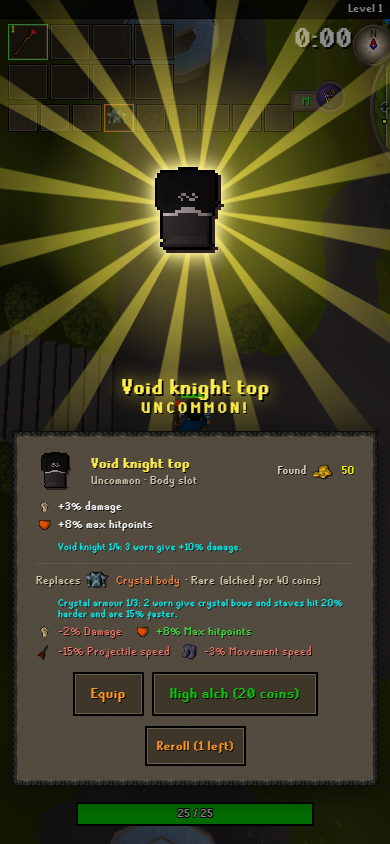 Level 1
1
0:00
N
M
Void knight top
UNCOMMON!
Void knight top
Uncommon · Body slot
Found 50
+3% damage
+8% max hitpoints
Void knight 1/4: 3 worn give +10% damage.
Replaces Crystal body · Rare (alched for 40 coins)
Crystal armour 1/3: 2 worn give crystal bows and staves hit 20%
harder and are 15% faster.
-2% Damage +8% Max hitpoints
-15% Projectile speed -3% Movement speed
Equip
High alch (20 coins)
Reroll (1 left)
25 / 25